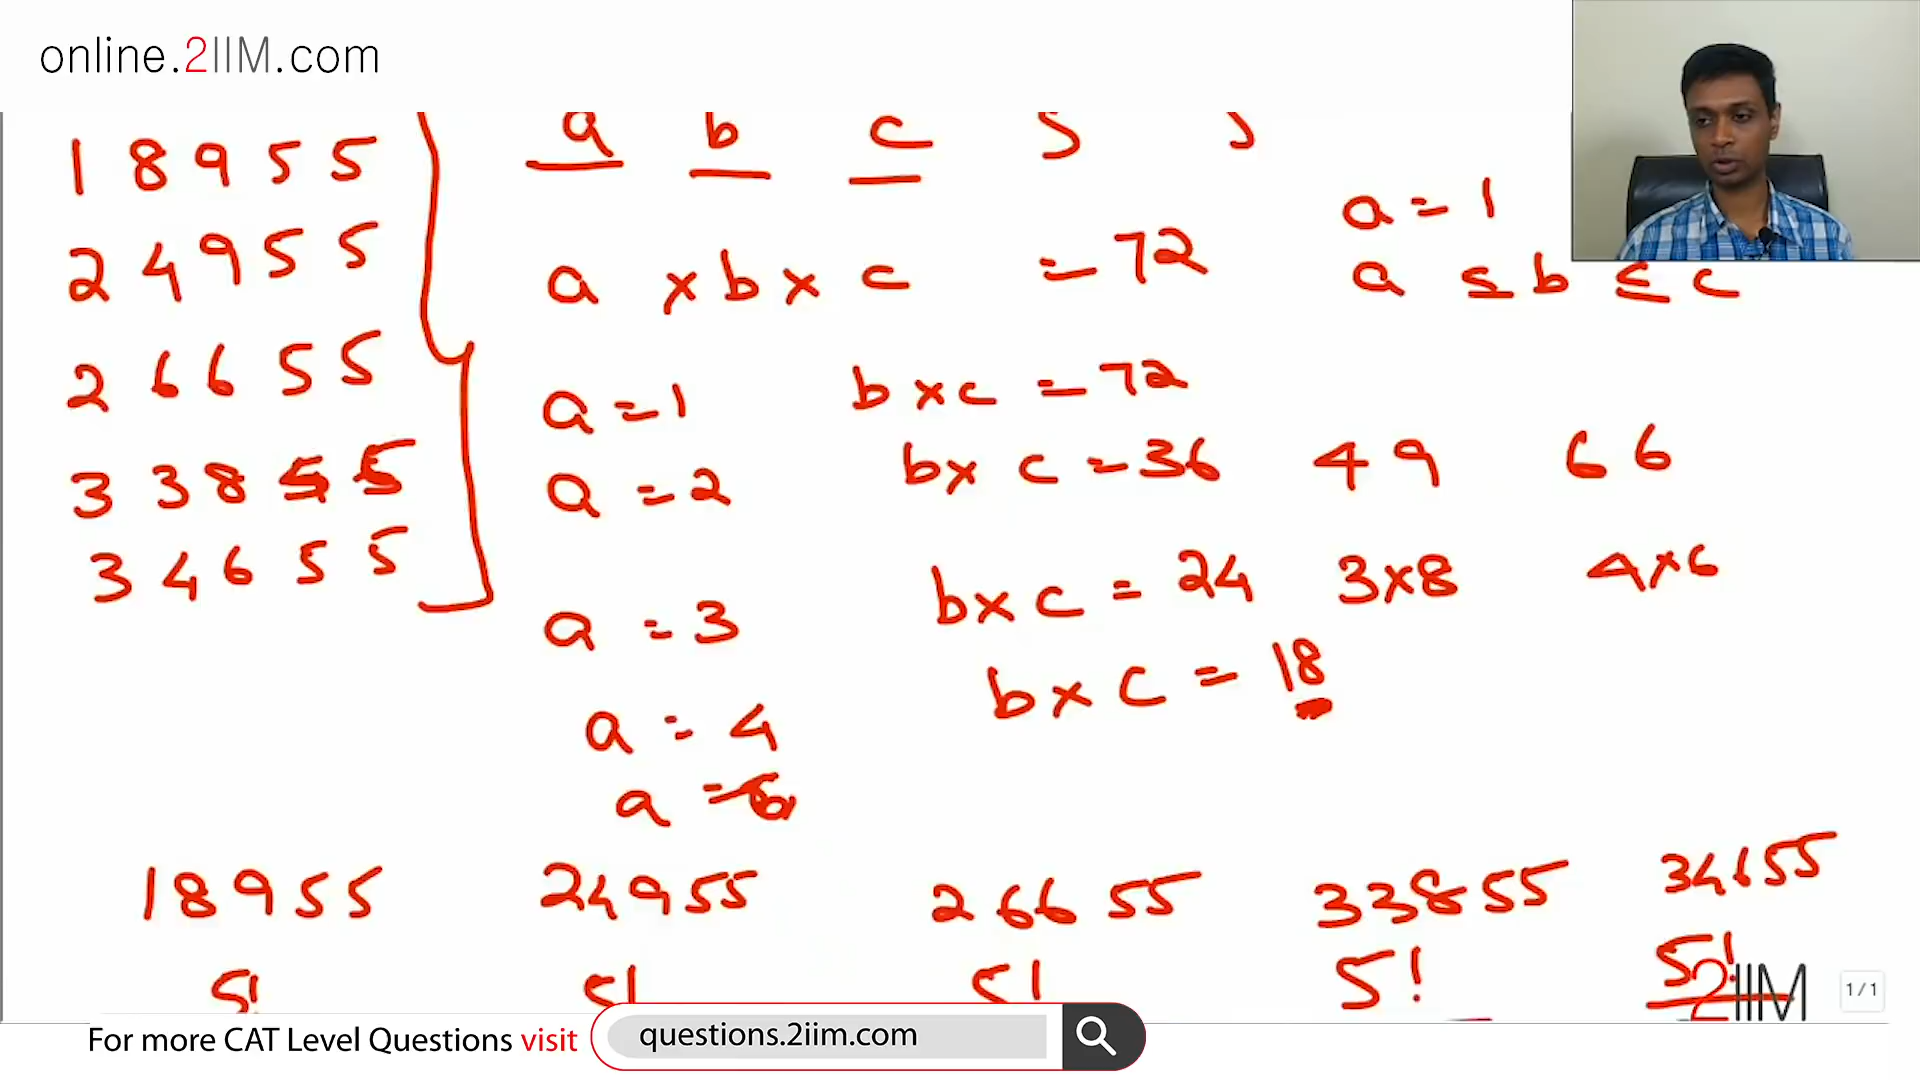 online.2IIM.com
a b c 5 5
1 8 9 5 5
a = 1
2 4 9 5 5
a × b × c = 72
a ≤ b ≤ c
2 6 6 5 5
a = 1 b × c = 72
3 3 8 5 5
a = 2 b × c = 36 4 9 6 6
3 4 6 5 5
a = 3 b × c = 24 3×8 4×6
a = 4 b × c = 18
a = 6
18955 24955 26655 33855 34655
5! 5! 5! 5! 5!
2IIM
1/1
For more CAT Level Questions visit questions.2iim.com